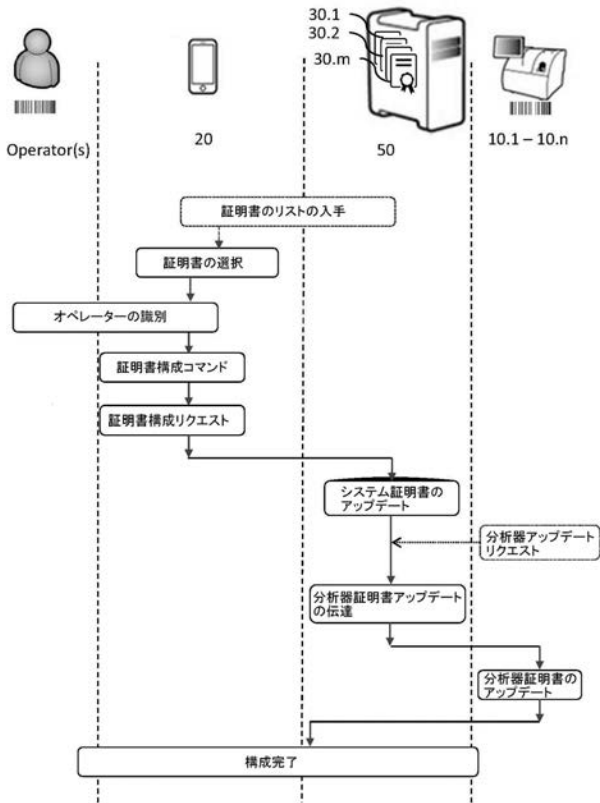 30.1
30.2
30.m
Operator(s)
20
50
10.1 – 10.n
証明書のリストの入手
証明書の選択
オペレーターの識別
証明書構成コマンド
証明書構成リクエスト
システム証明書の
アップデート
分析器アップデート
リクエスト
分析器証明書アップデート
の伝達
分析器証明書の
アップデート
構成完了